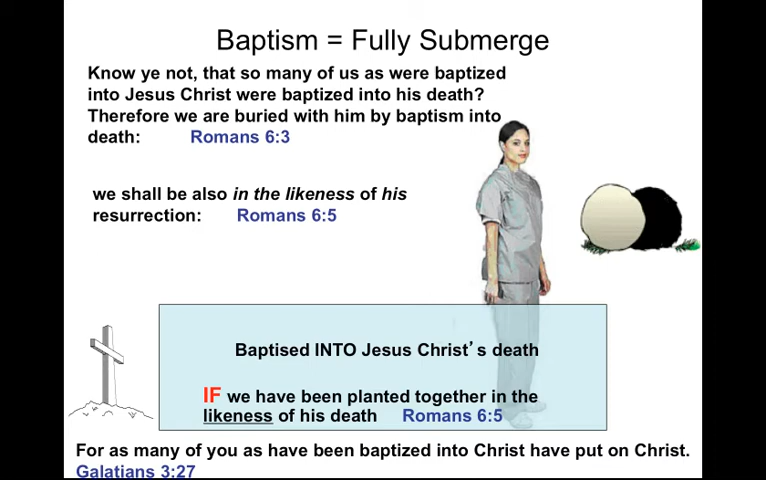 Baptism = Fully Submerge
Know ye not, that so many of us as were baptized
into Jesus Christ were baptized into his death?
Therefore we are buried with him by baptism into
death: Romans 6:3
we shall be also in the likeness of his
resurrection: Romans 6:5
Baptised INTO Jesus Christ's death
IF we have been planted together in the
likeness of his death Romans 6:5
For as many of you as have been baptized into Christ have put on Christ.
Galatians 3:27